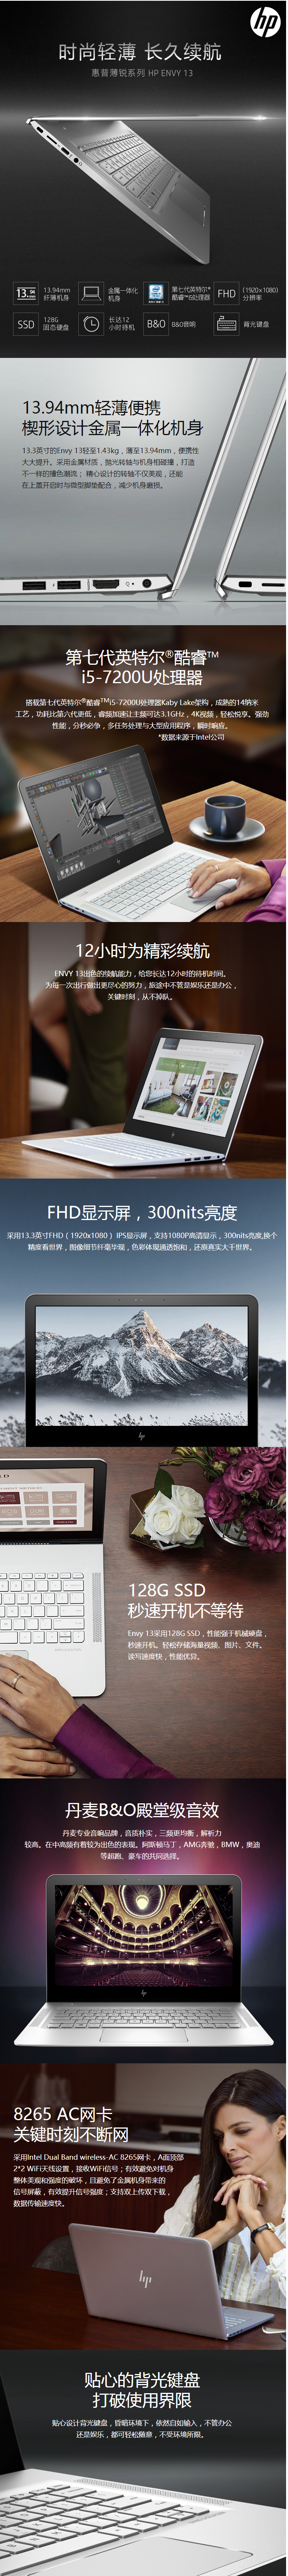 hp
时尚轻薄 长久续航
惠普薄锐系列 HP ENVY 13
13.94
13.94mm
纤薄机身
金属一体化
机身
第七代英特尔®
酷睿™i5处理器
FHD
(1920×1080)
分辨率
SSD
128G
固态硬盘
长达12
小时待机
B&O
B&O音响
背光键盘
13.94mm轻薄便携
楔形设计金属一体化机身
13.3英寸的Envy 13轻至1.43kg，薄至13.94mm，便携性
大大提升。采用金属材质，抛光转轴与机身相碰撞，打造
不一样的撞色潮流； 精心设计的转轴不仅美观，还能
在上盖开启时与微型脚垫配合，减少机身磨损。
第七代英特尔®酷睿™
i5-7200U处理器
搭载第七代英特尔®酷睿™i5-7200U处理器Kaby Lake架构，成熟的14纳米
工艺，功耗比第六代更低，睿频加速让主频可达3.1GHz，4K视频，轻松悦享。强劲
性能，分秒必争，多任务处理与大型应用程序，瞬时响应。
*数据来源于Intel公司
12小时为精彩续航
ENVY 13出色的续航能力，给您长达12小时的待机时间。
为每一次出行做出更尽心的努力，旅途中不管是娱乐还是办公，
关键时刻，从不掉队。
FHD显示屏，300nits亮度
采用13.3英寸FHD（1920x1080）IPS显示屏，支持1080P高清显示，300nits亮度,换个
精度看世界，图像细节纤毫毕现，色彩体现通透饱和，还原真实大千世界。
hp
128G SSD
秒速开机不等待
Envy 13采用128G SSD，性能强于机械硬盘，
秒速开机。轻松存储海量视频、图片、文件。
读写速度快，性能优异。
丹麦B&O殿堂级音效
丹麦专业音响品牌，音质朴实，三频更均衡，解析力
较高。在中高频有着较为出色的表现。阿斯顿马丁，AMG奔驰，BMW，奥迪
等超跑、豪车的共同选择。
hp
8265 AC网卡
关键时刻不断网
采用Intel Dual Band wireless-AC 8265网卡，A面顶部
2*2 WiFi天线设置，接收WiFi信号；有效避免对机身
整体美观和强度的破坏，且避免了金属机身带来的
信号屏蔽，有效提升信号强度；支持双上传双下载，
数据传输速度快。
hp
贴心的背光键盘
打破使用界限
贴心设计背光键盘，昏暗环境下，依然自如输入，不管办公
还是娱乐，都可轻松随意，不受环境所限。